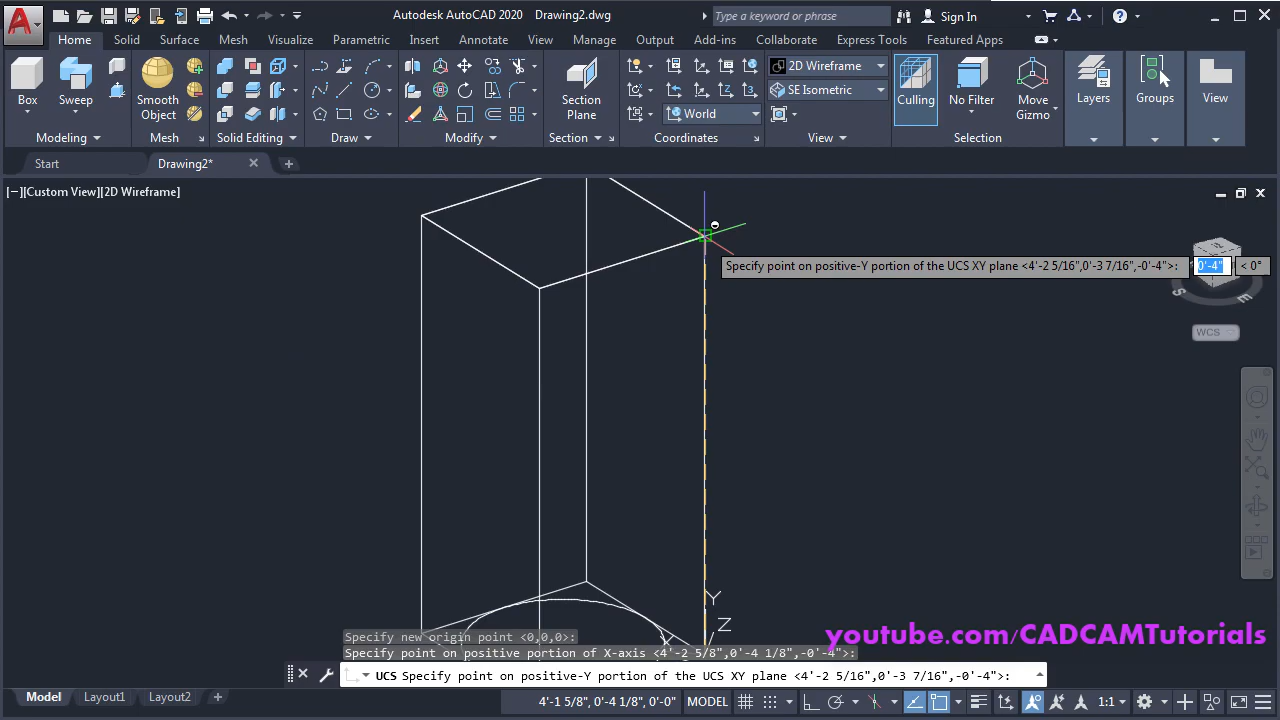 Autodesk AutoCAD 2020 Drawing2.dwg
Type a keyword or phrase
Sign In
Home Solid Surface Mesh Visualize Parametric Insert Annotate View Manage Output Add-ins Collaborate Express Tools Featured Apps
Box
Sweep
Smooth Object
Section Plane
World
2D Wireframe
SE Isometric
Culling
No Filter
Move Gizmo
Layers
Groups
View
Modeling
Mesh
Solid Editing
Draw
Modify
Section
Coordinates
View
Selection
Start
Drawing2*
[−][Custom View][2D Wireframe]
Specify point on positive-Y portion of the UCS XY plane <4'-2 5/16",0'-3 7/16",-0'-4">: 0'-4" < 0°
S
E
WCS
Y
Z
X
Specify new origin point <0,0,0>:
Specify point on positive portion of X-axis <4'-2 5/8",0'-4 1/8",-0'-4">:
youtube.com/CADCAMTutorials
UCS Specify point on positive-Y portion of the UCS XY plane <4'-2 5/16",0'-3 7/16",-0'-4">:
Model Layout1 Layout2
4'-1 5/8", 0'-4 1/8", 0'-0" MODEL 1:1